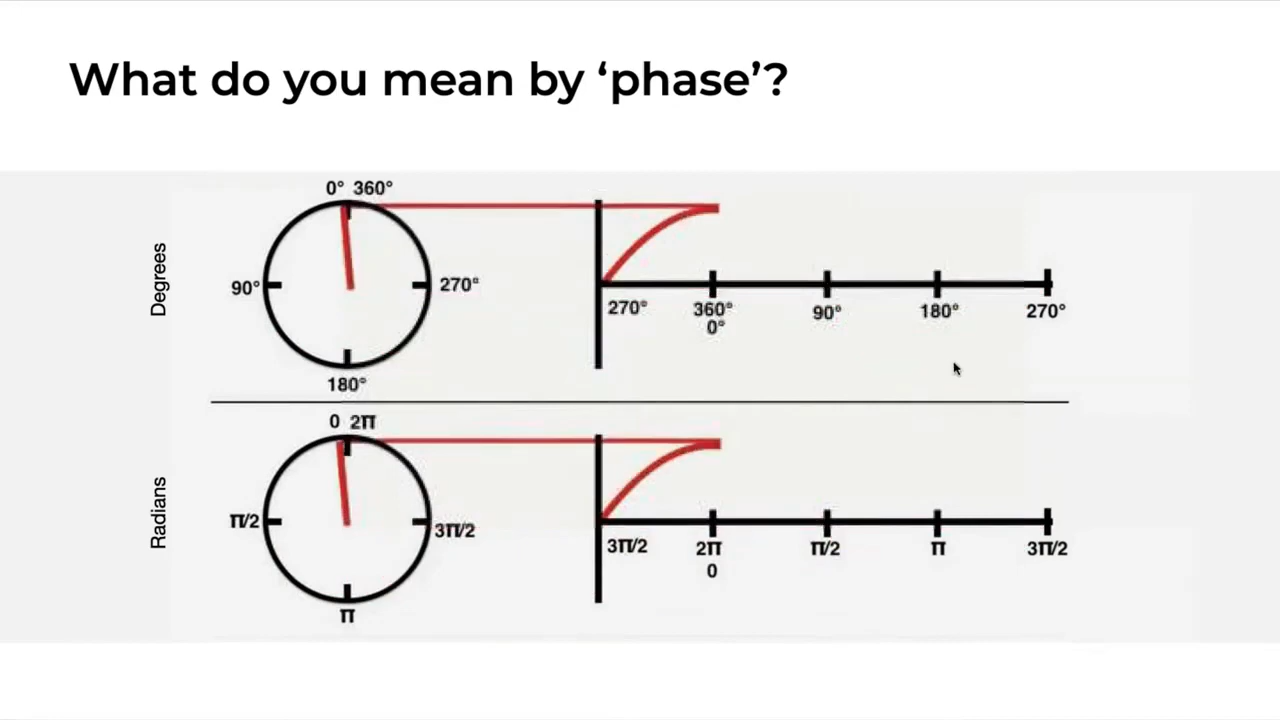 What do you mean by ‘phase’?
Degrees
0° 360°
90°
270°
180°
270°
360°
0°
90°
180°
270°
Radians
0 2π
π/2
3π/2
π
3π/2
2π
0
π/2
π
3π/2